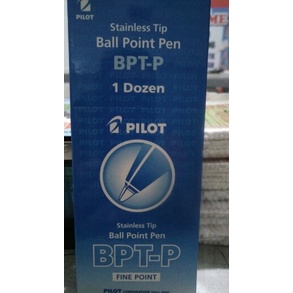 PILOT
Stainless Tip
Ball Point Pen
BPT-P
1 Dozen
PILOT
Stainless Tip
Ball Point Pen
BPT-P
FINE POINT
PILOT